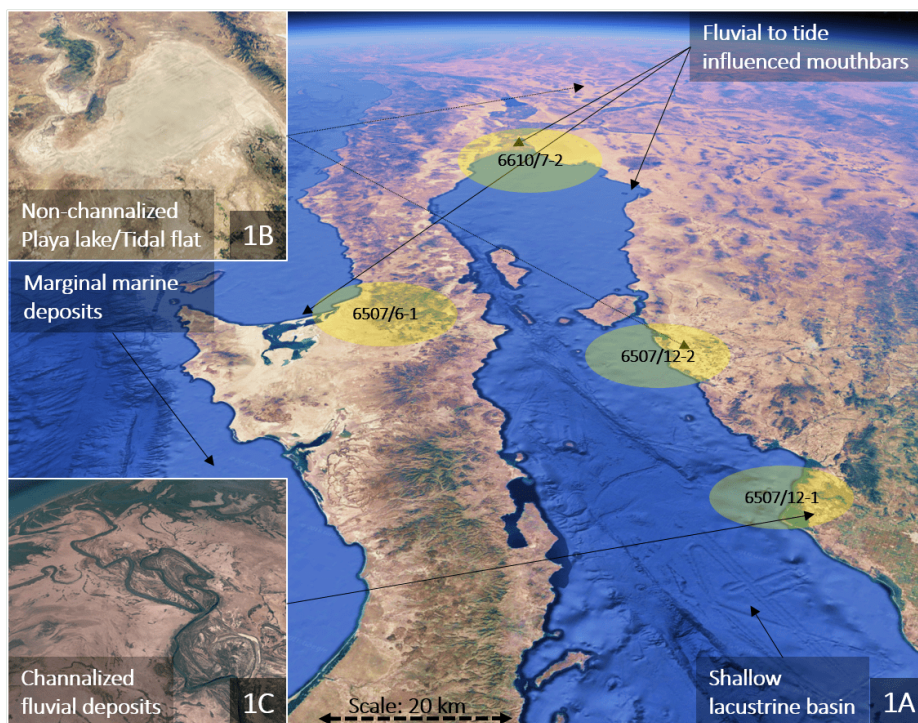 Fluvial to tide
influenced mouthbars
6610/7-2
Non-channalized
Playa lake/Tidal flat
1B
Marginal marine
deposits
6507/6-1
6507/12-2
6507/12-1
Channalized
fluvial deposits
1C
Scale: 20 km
Shallow
lacustrine basin
1A